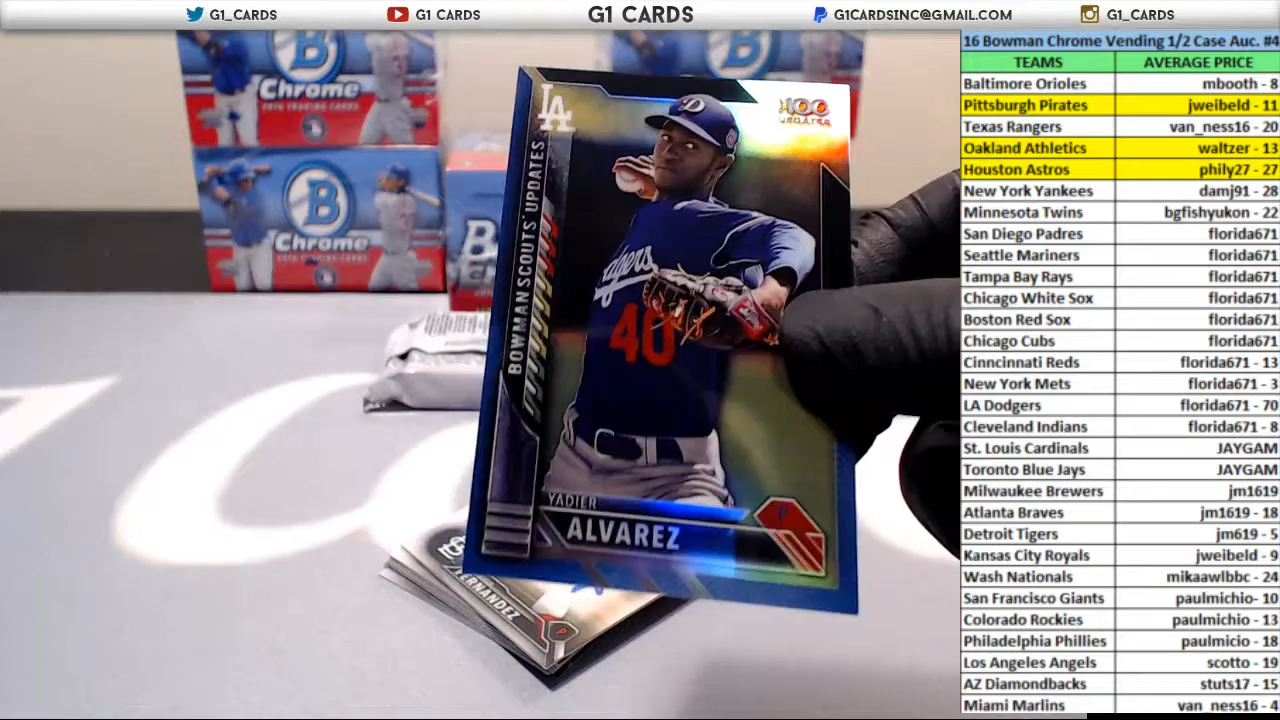 G1_CARDS
G1 CARDS
G1 CARDS
G1CARDSINC@GMAIL.COM
G1_CARDS
16 Bowman Chrome Vending 1/2 Case Auc. #4
TEAMS AVERAGE PRICE
Baltimore Orioles mbooth - 8
Pittsburgh Pirates jweibeld - 11
Texas Rangers van_ness16 - 20
Oakland Athletics waltzer - 13
Houston Astros phily27 - 27
New York Yankees damj91 - 28
Minnesota Twins bgfishyukon - 22
San Diego Padres florida671
Seattle Mariners florida671
Tampa Bay Rays florida671
Chicago White Sox florida671
Boston Red Sox florida671
Chicago Cubs florida671
Cinncinnati Reds florida671 - 13
New York Mets florida671 - 3
LA Dodgers florida671 - 70
Cleveland Indians florida671 - 8
St. Louis Cardinals JAYGAM
Toronto Blue Jays JAYGAM
Milwaukee Brewers jm1619
Atlanta Braves jm1619 - 18
Detroit Tigers jm619 - 5
Kansas City Royals jweibeld - 9
Wash Nationals mikaawlbbc - 24
San Francisco Giants paulmichio- 10
Colorado Rockies paulmichio - 13
Philadelphia Phillies paulmicio - 18
Los Angeles Angels scotto - 19
AZ Diamondbacks stuts17 - 15
Miami Marlins van_ness16 - 4
B
Chrome
B
Chrome
LA
BOWMAN SCOUTS' UPDATES
100
UPDATES
D
Dodgers
40
YADIER
ALVAREZ
P
P